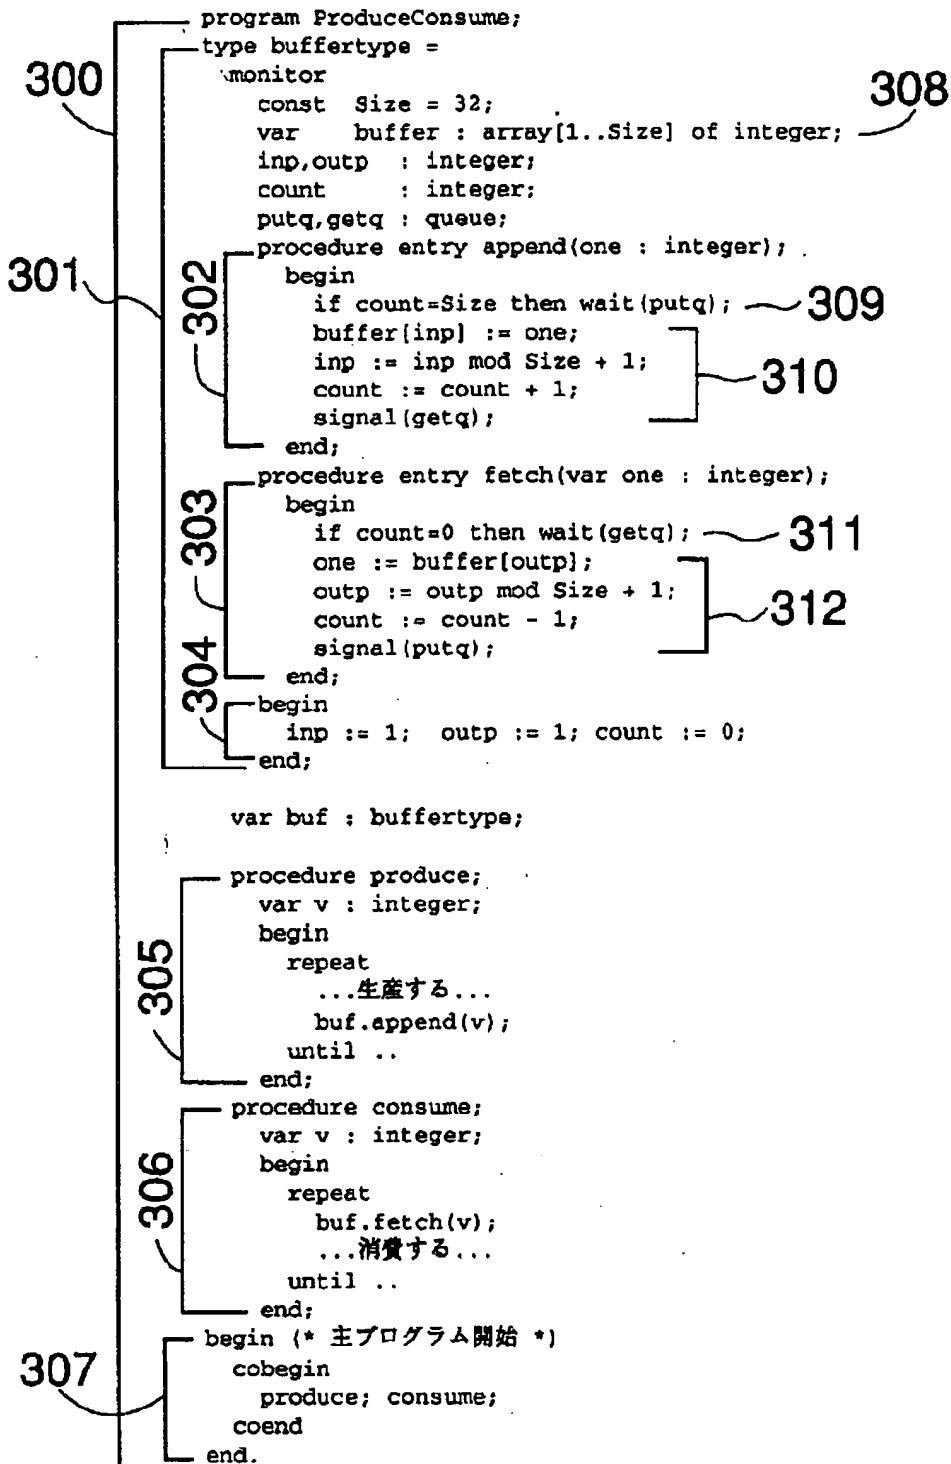 program ProduceConsume;
type buffertype =
300
monitor
const Size = 32;
308
var buffer : array[1..Size] of integer;
inp,outp : integer;
count : integer;
putq,getq : queue;
procedure entry append(one : integer);
301
302
begin
if count=Size then wait(putq);
309
buffer[inp] := one;
inp := inp mod Size + 1;
310
count := count + 1;
signal(getq);
end;
procedure entry fetch(var one : integer);
303
begin
if count=0 then wait(getq);
311
one := buffer[outp];
outp := outp mod Size + 1;
312
count := count - 1;
signal(putq);
end;
304
begin
inp := 1; outp := 1; count := 0;
end;
var buf : buffertype;
procedure produce;
var v : integer;
begin
305
repeat
...生産する...
buf.append(v);
until ..
end;
procedure consume;
var v : integer;
begin
306
repeat
buf.fetch(v);
...消費する...
until ..
end;
begin (* 主プログラム開始 *)
307
cobegin
produce; consume;
coend
end.